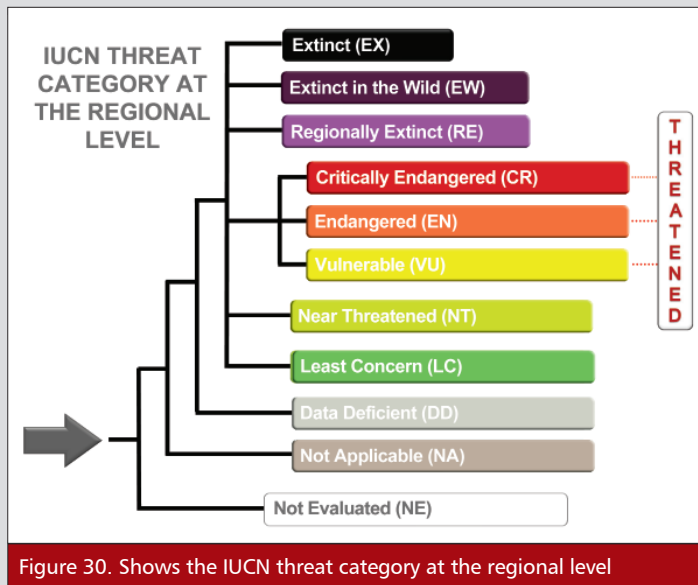 IUCN THREAT
CATEGORY AT
THE REGIONAL
LEVEL
Extinct (EX)
Extinct in the Wild (EW)
Regionally Extinct (RE)
Critically Endangered (CR)
Endangered (EN)
Vulnerable (VU)
THREATENED
Near Threatened (NT)
Least Concern (LC)
Data Deficient (DD)
Not Applicable (NA)
Not Evaluated (NE)
Figure 30. Shows the IUCN threat category at the regional level